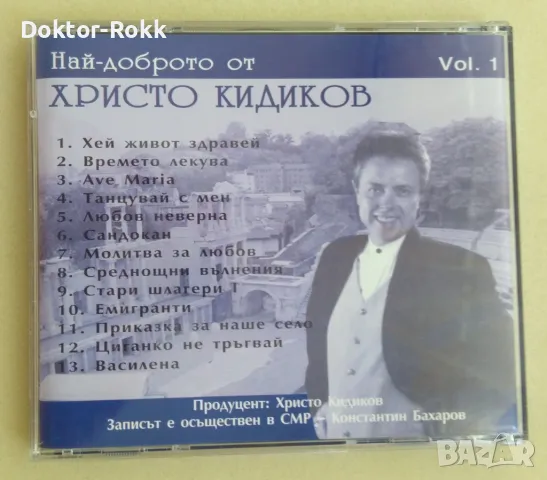 Doktor-Rokk
Най-доброто от Vol. 1
Христо Кидиков
1. Хей живот здравей
2. Времето лекува
3. Ave Maria
4. Танцувай с мен
5. Любов неверна
6. Сандокан
7. Молитва за любов
8. Среднощни вълнения
9. Стари шлагери I
10. Емигранти
11. Приказка за наше село
12. Циганко не тръгвай
13. Василена
Продуцент: Христо Кидиков
Записът е осъществен в СМР - Константин Бахаров
BAZAR